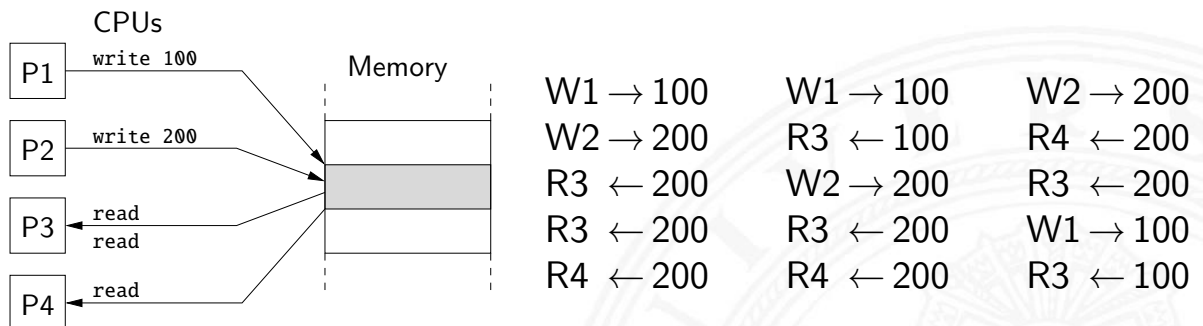 CPUs
P1
write 100
Memory
P2
write 200
P3
read
read
P4
read
W1 → 100
W2 → 200
R3 ← 200
R3 ← 200
R4 ← 200
W1 → 100
R3 ← 100
W2 → 200
R3 ← 200
R4 ← 200
W2 → 200
R4 ← 200
R3 ← 200
W1 → 100
R3 ← 100